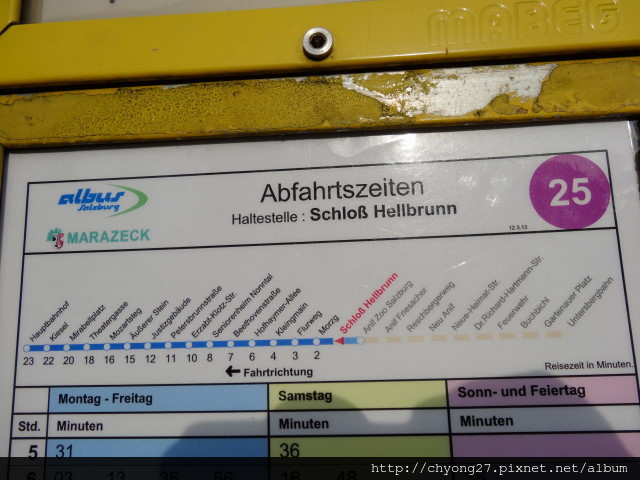 MABEG
albus
Salzburg
MARAZECK
Abfahrtszeiten
Haltestelle : Schloß Hellbrunn
25
12.5.13
Hauptbahnhof
Kiesel
Mirabellplatz
Theatergasse
Mozartsteg
Äußerer Stein
Justizgebäude
Petersbrunnstraße
Erzabt-Klotz-Str.
Seniorenheim Nonntal
Beethovenstraße
Hofhaymer-Allee
Kleingmain
Flurweg
Morzg
Schloß Hellbrunn
Anif Zoo Salzburg
Anif Friesacher
Reschbergerweg
Neu Anif
Neue-Heimat-Str.
Dr.Richard-Hartmann-Str.
Feuerwehr
Buchbichl
Gartenauer Platz
Untersbergbahn
23 22 20 18 16 15 12 11 10 8 7 6 4 3 2
Fahrtrichtung
Reisezeit in Minuten
Montag - Freitag Samstag Sonn- und Feiertag
Std. Minuten Minuten Minuten
5 31 36
http://chyong27.pixnet.net/album